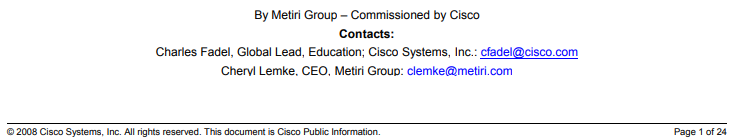 By Metiri Group – Commissioned by Cisco
Contacts:
Charles Fadel, Global Lead, Education; Cisco Systems, Inc.: cfadel@cisco.com
Cheryl Lemke, CEO, Metiri Group: clemke@metiri.com
© 2008 Cisco Systems, Inc. All rights reserved. This document is Cisco Public Information. Page 1 of 24